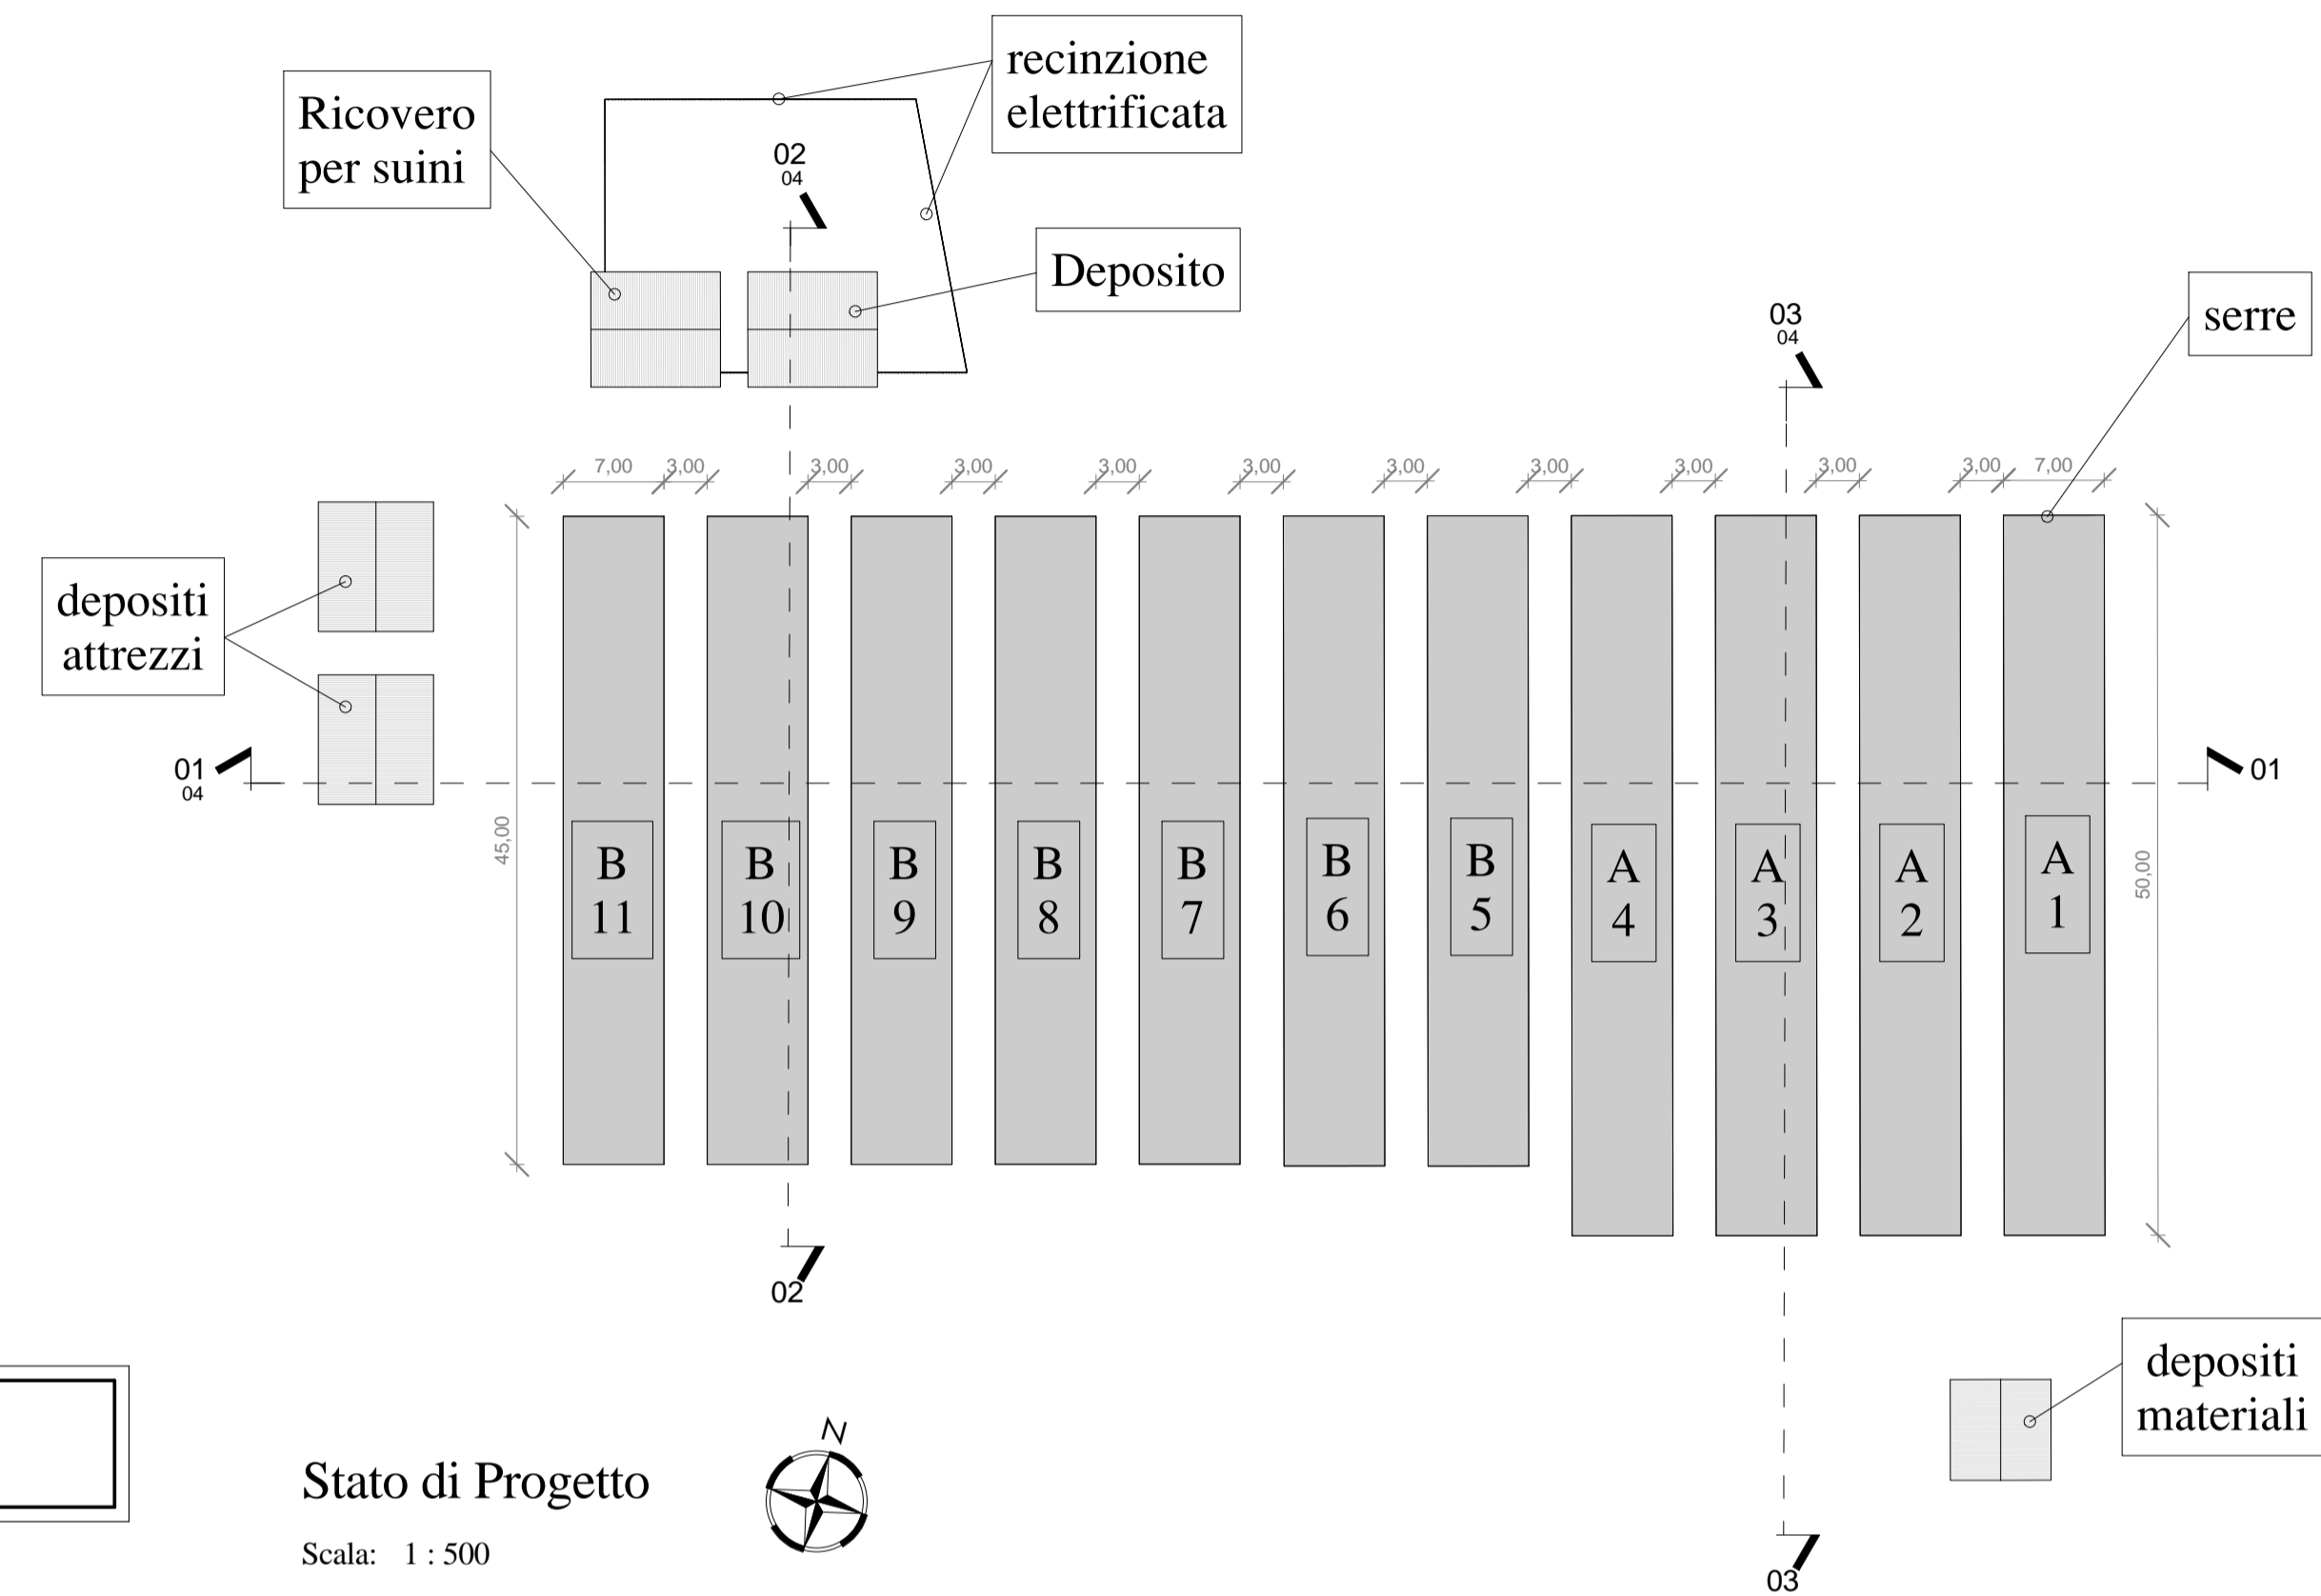 recinzione
elettrificata
Ricovero
per suini
02
04
Deposito
03
04
serre
7,00
3,00
3,00
3,00
3,00
3,00
3,00
3,00
3,00
3,00
3,00
7,00
depositi
attrezzi
01
04
01
45,00
50,00
B
11
B
10
B
9
B
8
B
7
B
6
B
5
A
4
A
3
A
2
A
1
02
depositi
materiali
N
Stato di Progetto
Scala: 1 : 500
03